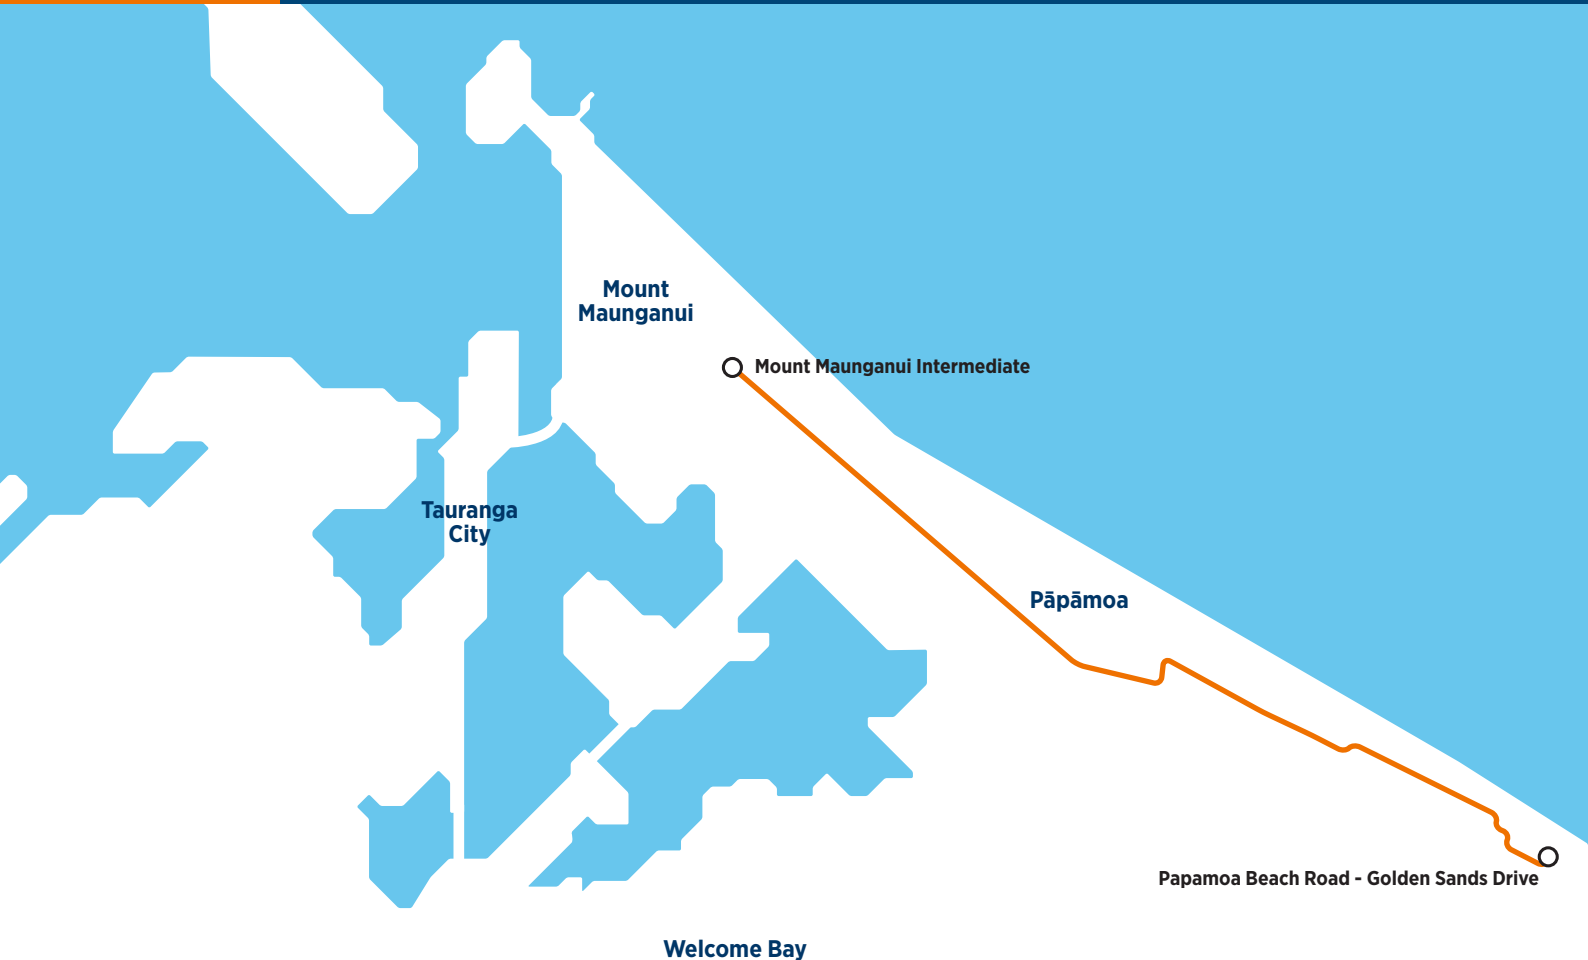 Mount
Maunganui
Mount Maunganui Intermediate
Tauranga
City
Pāpāmoa
Papamoa Beach Road - Golden Sands Drive
Welcome Bay